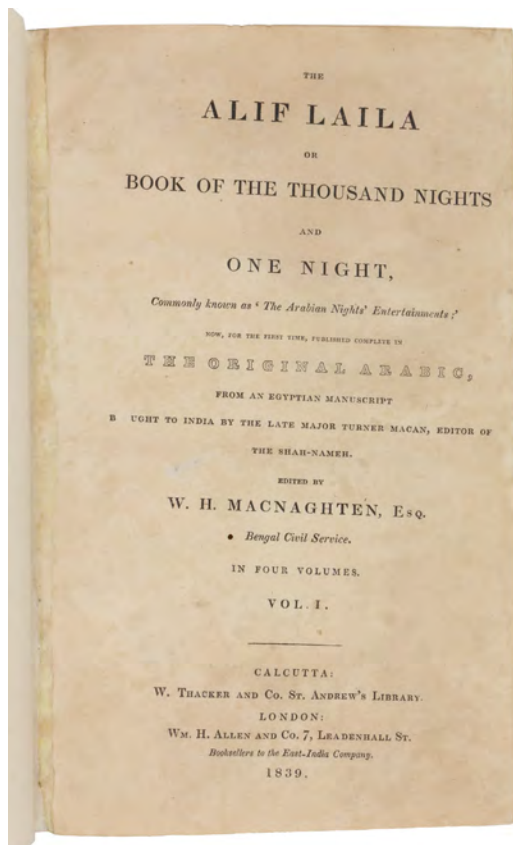 THE
ALIF LAILA
OR
BOOK OF THE THOUSAND NIGHTS
AND
ONE NIGHT,
Commonly known as ‘ The Arabian Nights’ Entertainments;’
NOW, FOR THE FIRST TIME, PUBLISHED COMPLETE IN
THE ORIGINAL ARABIC,
FROM AN EGYPTIAN MANUSCRIPT
B UGHT TO INDIA BY THE LATE MAJOR TURNER MACAN, EDITOR OF
THE SHAH-NAMEH.
EDITED BY
W. H. MACNAGHTEN, ESQ.
Bengal Civil Service.
IN FOUR VOLUMES.
VOL. I.
CALCUTTA:
W. THACKER AND CO. ST. ANDREW'S LIBRARY.
LONDON:
WM. H. ALLEN AND CO. 7, LEADENHALL ST.
Booksellers to the East-India Company.
1839.